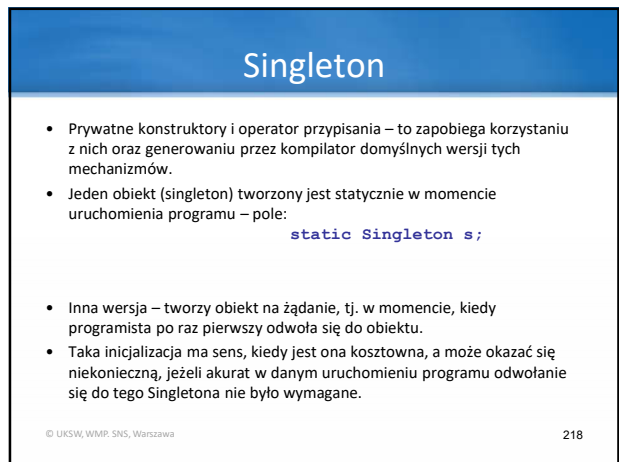 Singleton
• Prywatne konstruktory i operator przypisania – to zapobiega korzystaniu
z nich oraz generowaniu przez kompilator domyślnych wersji tych
mechanizmów.
• Jeden obiekt (singleton) tworzony jest statycznie w momencie
uruchomienia programu – pole:
static Singleton s;
• Inna wersja – tworzy obiekt na żądanie, tj. w momencie, kiedy
programista po raz pierwszy odwoła się do obiektu.
• Taka inicjalizacja ma sens, kiedy jest ona kosztowna, a może okazać się
niekonieczną, jeżeli akurat w danym uruchomieniu programu odwołanie
się do tego Singletona nie było wymagane.
© UKSW, WMP. SNS, Warszawa
218